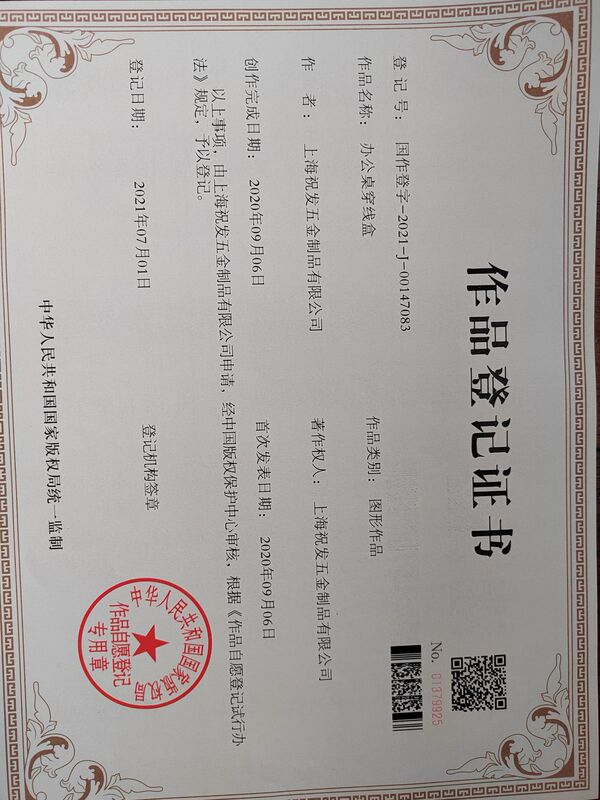 作品登记证书
No. 01379925
登 记 号： 国作登字-2021-J-00147083
作品名称： 办公桌穿线盒
作品类别： 图形作品
作 者： 上海祝发五金制品有限公司
著作权人： 上海祝发五金制品有限公司
创作完成日期： 2020年09月06日
首次发表日期： 2020年09月06日
以上事项，由上海祝发五金制品有限公司申请，经中国版权保护中心审核，根据《作品自愿登记试行办
法》规定，予以登记。
登记日期： 2021年07月01日
登记机构签章
中华人民共和国国家版权局
作品自愿登记
专用章
中华人民共和国国家版权局统一监制